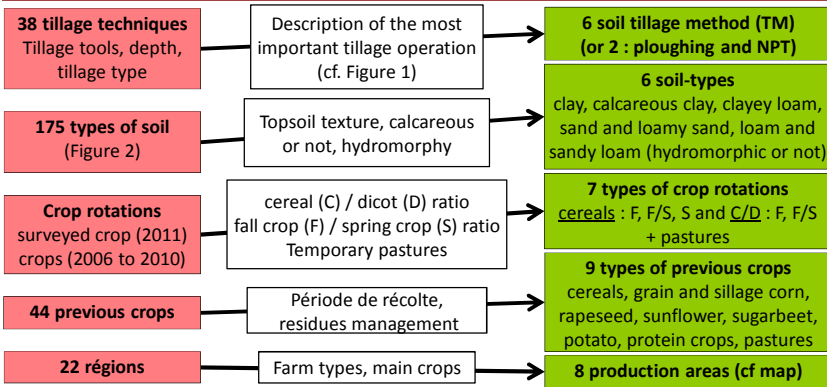 38 tillage techniques
Tillage tools, depth,
tillage type
Description of the most
important tillage operation
(cf. Figure 1)
6 soil tillage method (TM)
(or 2 : ploughing and NPT)
175 types of soil
(Figure 2)
Topsoil texture, calcareous
or not, hydromorphy
6 soil-types
clay, calcareous clay, clayey loam,
sand and loamy sand, loam and
sandy loam (hydromorphic or not)
Crop rotations
surveyed crop (2011)
crops (2006 to 2010)
cereal (C) / dicot (D) ratio
fall crop (F) / spring crop (S) ratio
Temporary pastures
7 types of crop rotations
cereals : F, F/S, S and C/D : F, F/S
+ pastures
44 previous crops
Période de récolte,
residues management
9 types of previous crops
cereals, grain and sillage corn,
rapeseed, sunflower, sugarbeet,
potato, protein crops, pastures
22 régions
Farm types, main crops
8 production areas (cf map)